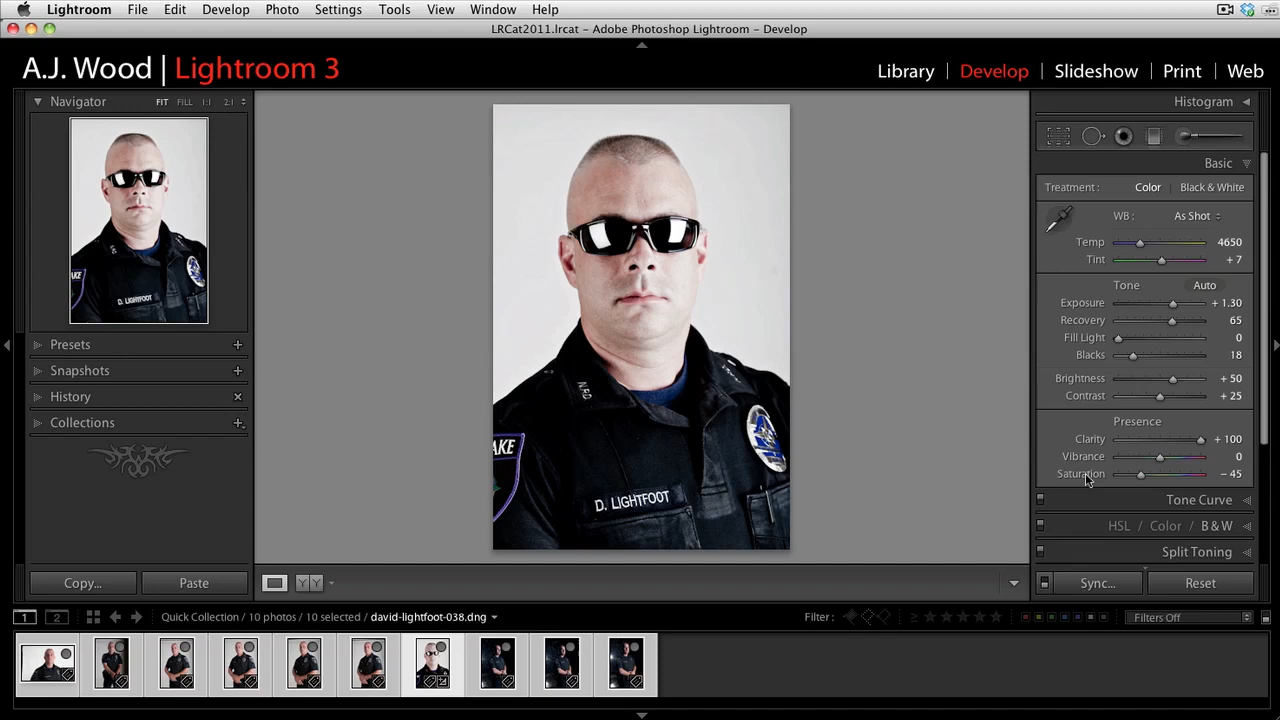 Lightroom File Edit Develop Photo Settings Tools View Window Help
LRCat2011.lrcat - Adobe Photoshop Lightroom - Develop
A.J. Wood | Lightroom 3
Library | Develop | Slideshow | Print | Web
Navigator FIT FILL 1:1 2:1
Histogram
Basic
Treatment : Color | Black & White
WB : As Shot
Temp 4650
Tint + 7
Tone Auto
Exposure + 1.30
Recovery 65
Fill Light 0
Blacks 18
Brightness + 50
Contrast + 25
Presence
Clarity + 100
Vibrance 0
Saturation − 45
Tone Curve
HSL / Color / B & W
Split Toning
Presets
Snapshots
History
Collections
N.P.D
AKE
D. LIGHTFOOT
D. LIGHTFOOT
Copy... Paste
Y Y
Sync... Reset
1 2 Quick Collection / 10 photos / 10 selected / david-lightfoot-038.dng
Filter : Filters Off